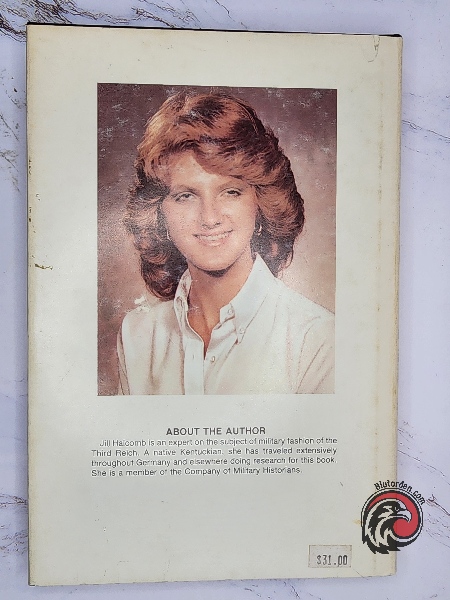 ABOUT THE AUTHOR
Jill Halcomb is an expert on the subject of military fashion of the
Third Reich. A native Kentuckian, she has traveled extensively
throughout Germany and elsewhere doing research for this book.
She is a member of the Company of Military Historians.
Blutorden.com
$31.00